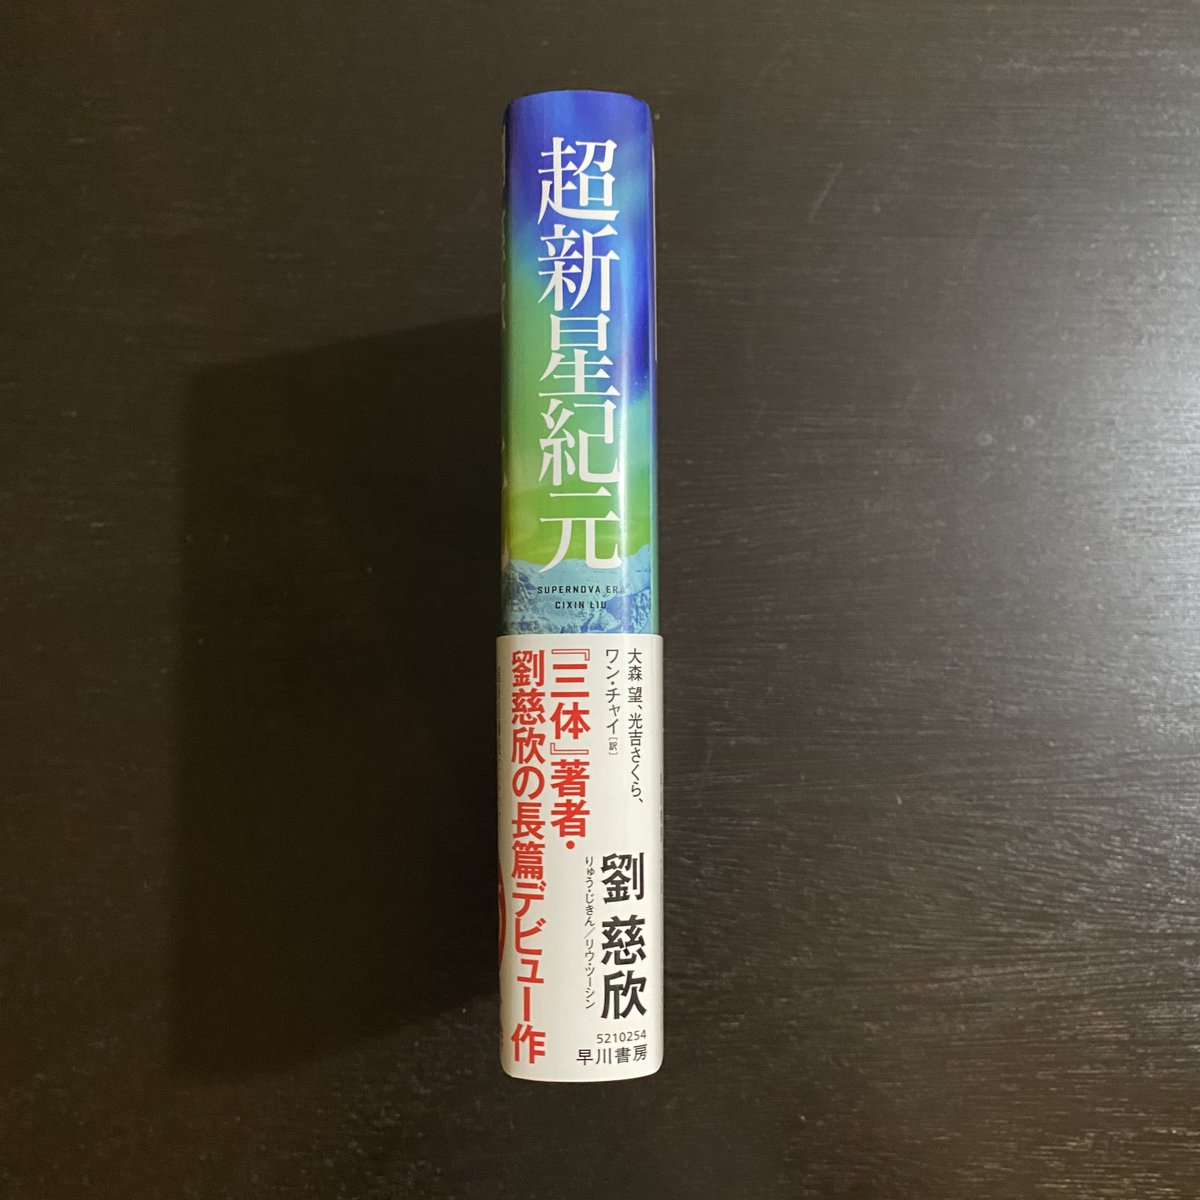 超新星紀元
SUPERNOVA ERA
CIXIN LIU
大森 望、光吉さくら、
ワン・チャイ[訳]
『三体』著者・
劉慈欣の長篇デビュー作
劉 慈欣
りゅう・じきん／リウ・ツーシン
5210254
早川書房